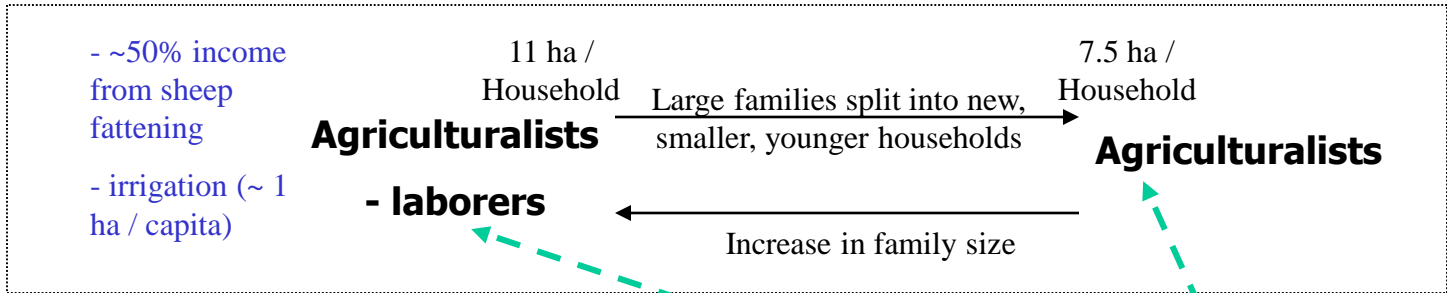 - ~50% income
from sheep
fattening
- irrigation (~ 1
ha / capita)
11 ha /
Household
Agriculturalists
- laborers
Large families split into new,
smaller, younger households
Increase in family size
7.5 ha /
Household
Agriculturalists